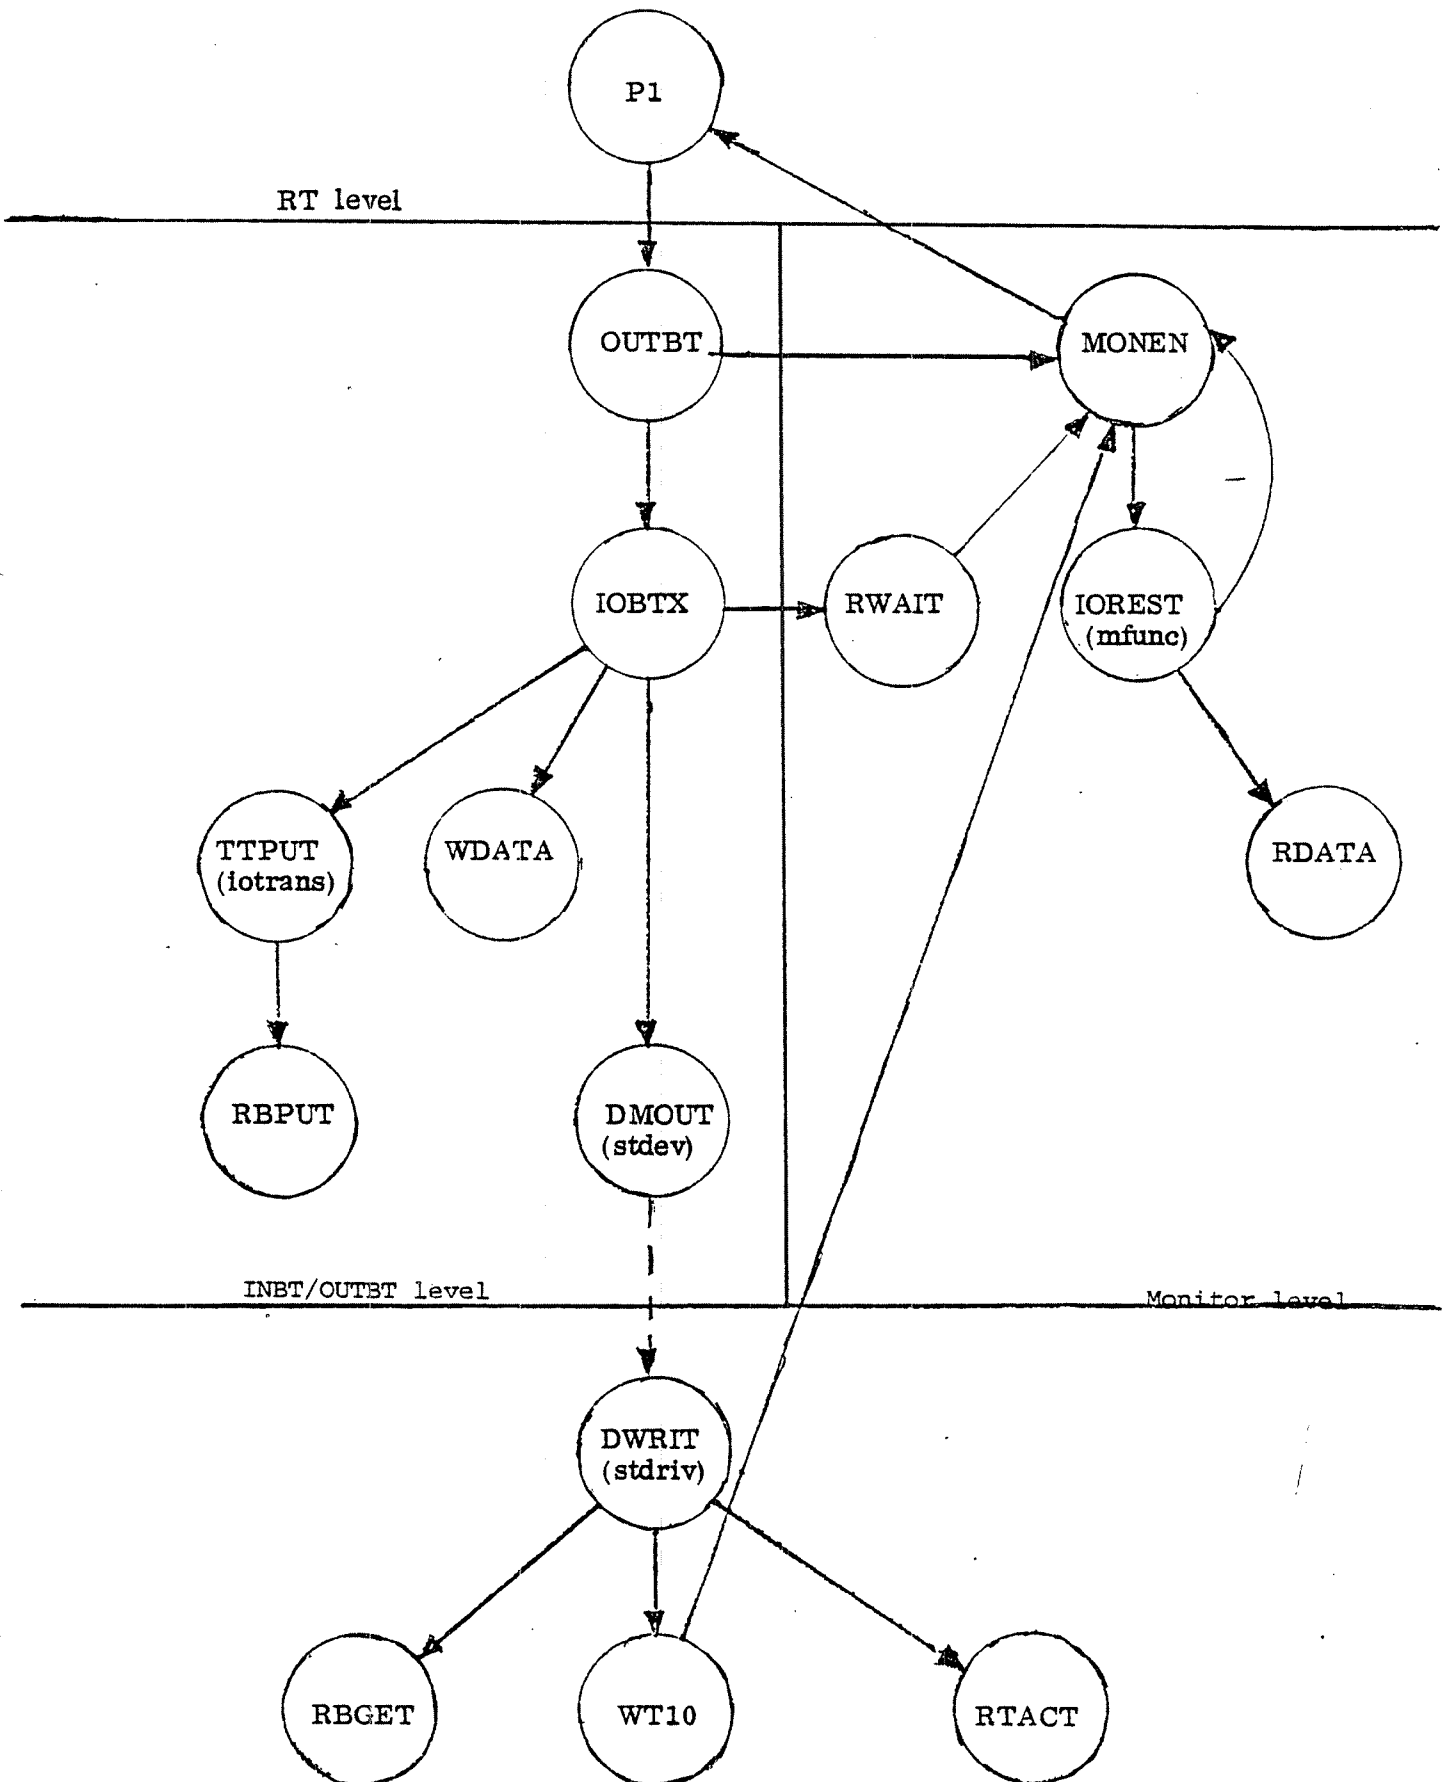 P1
RT level
OUTBT
MONEN
IOBTX
RWAIT
IOREST
(mfunc)
TTPUT
(iotrans)
WDATA
RDATA
RBPUT
DMOUT
(stdev)
INBT/OUTBT level
Monitor level
DWRIT
(stdriv)
RBGET
WT10
RTACT